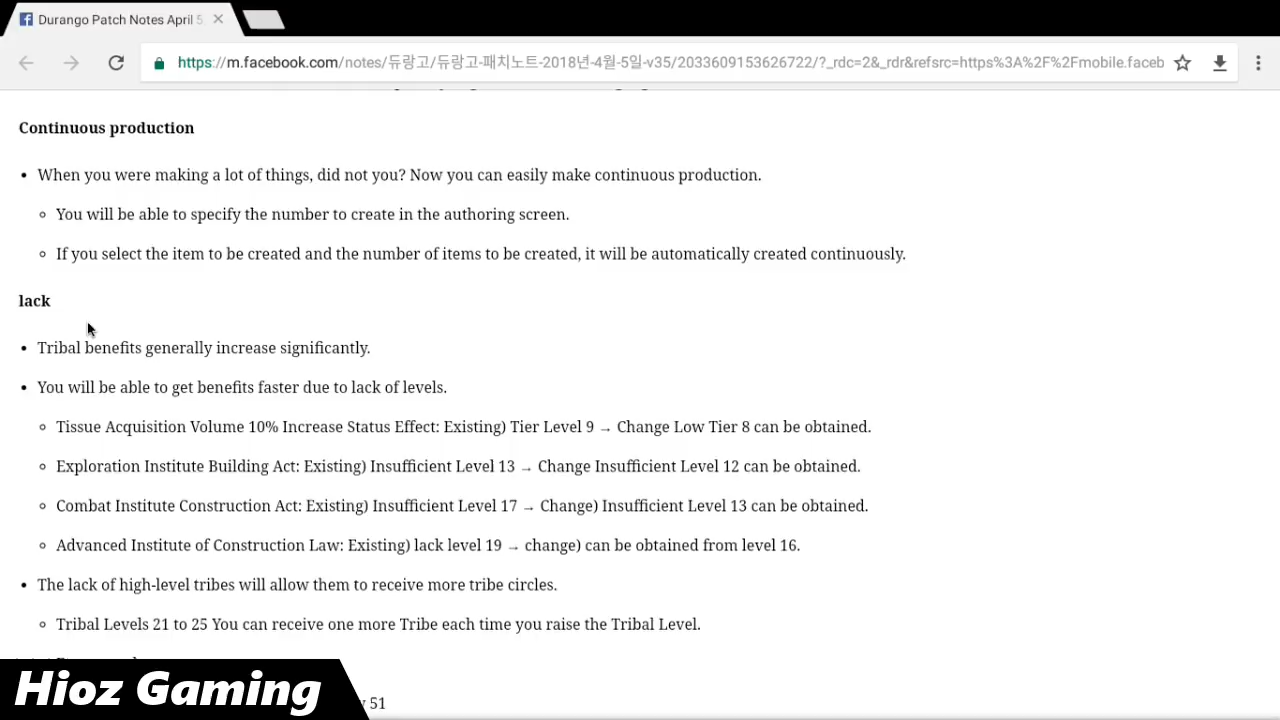 Durango Patch Notes April 5
https://m.facebook.com/notes/듀랑고/듀랑고-패치노트-2018년-4월-5일-v35/2033609153626722/?_rdc=2&_rdr&refsrc=https%3A%2F%2Fmobile.faceb
Continuous production
• When you were making a lot of things, did not you? Now you can easily make continuous production.
◦ You will be able to specify the number to create in the authoring screen.
◦ If you select the item to be created and the number of items to be created, it will be automatically created continuously.
lack
• Tribal benefits generally increase significantly.
• You will be able to get benefits faster due to lack of levels.
◦ Tissue Acquisition Volume 10% Increase Status Effect: Existing) Tier Level 9 → Change Low Tier 8 can be obtained.
◦ Exploration Institute Building Act: Existing) Insufficient Level 13 → Change Insufficient Level 12 can be obtained.
◦ Combat Institute Construction Act: Existing) Insufficient Level 17 → Change) Insufficient Level 13 can be obtained.
◦ Advanced Institute of Construction Law: Existing) lack level 19 → change) can be obtained from level 16.
• The lack of high-level tribes will allow them to receive more tribe circles.
◦ Tribal Levels 21 to 25 You can receive one more Tribe each time you raise the Tribal Level.
51
Hioz Gaming